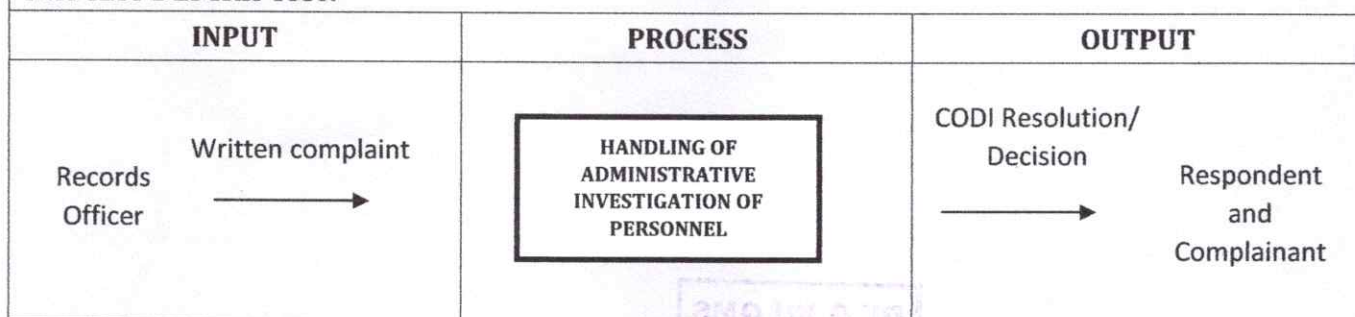 INPUT
PROCESS
OUTPUT
Records
Officer
Written complaint
HANDLING OF
ADMINISTRATIVE
INVESTIGATION OF
PERSONNEL
CODI Resolution/
Decision
Respondent
and
Complainant